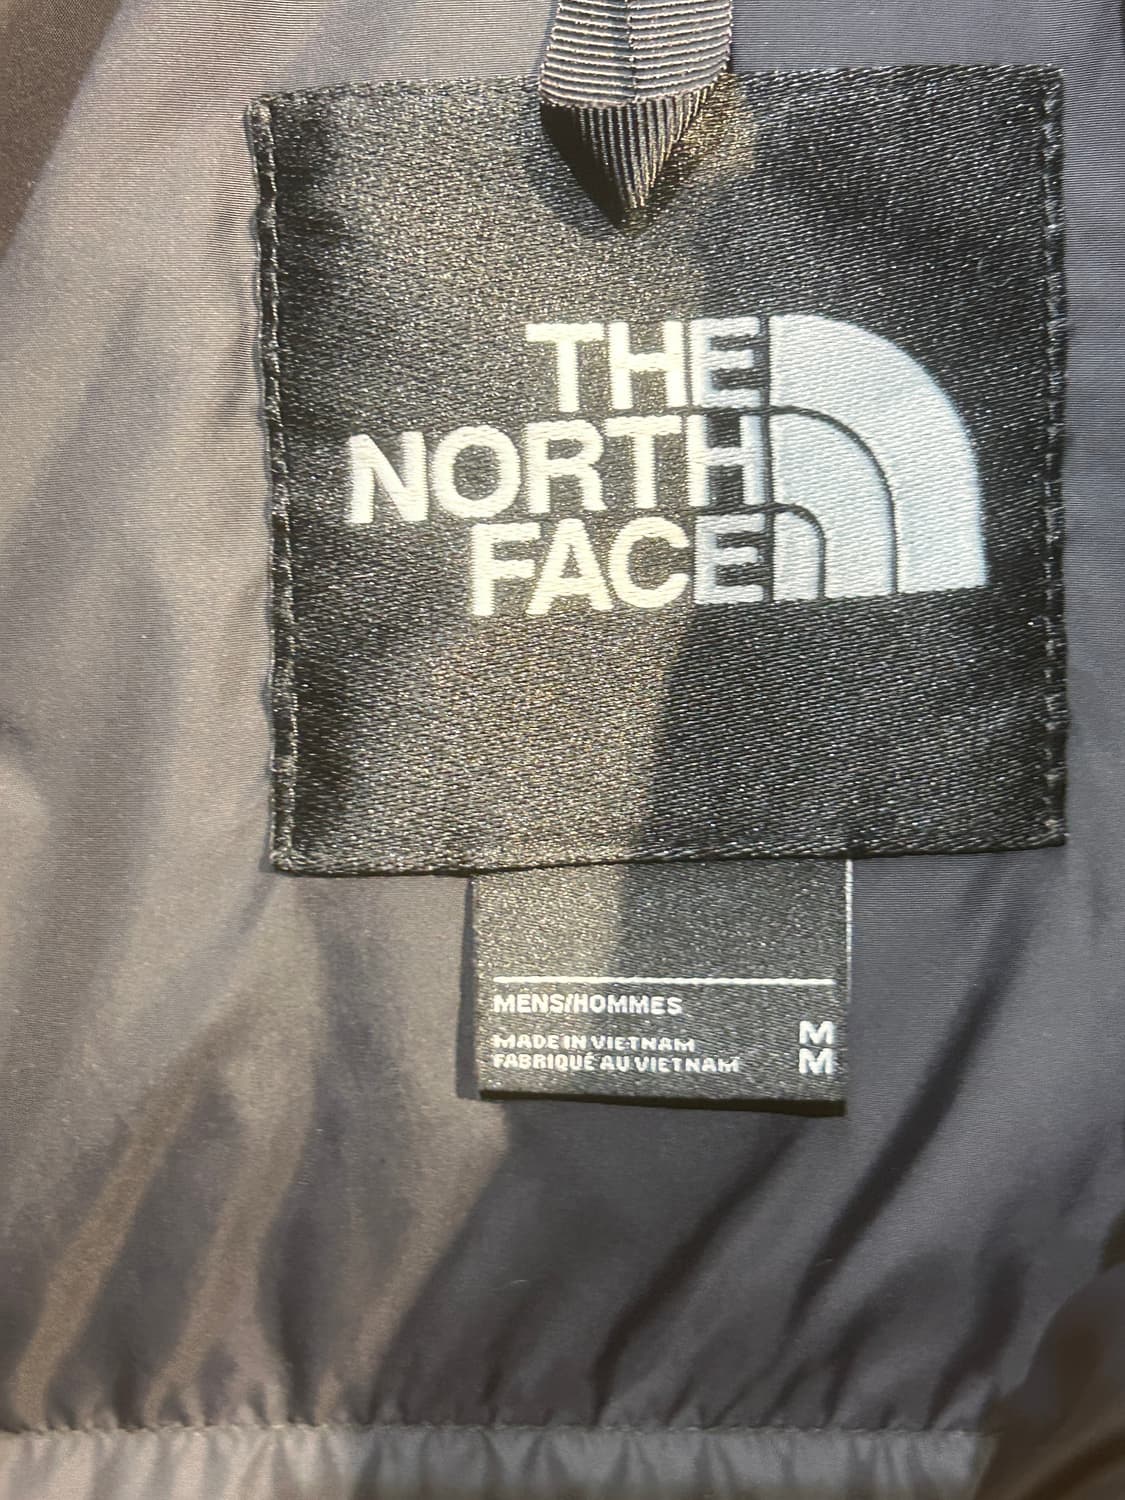 THE
NORTH
FACE
MENS/HOMMES
MADE IN VIETNAM M
FABRIQUÉ AU VIETNAM M